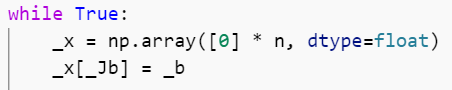 while True:
    _x = np.array([0] * n, dtype=float)
    _x[_Jb] = _b